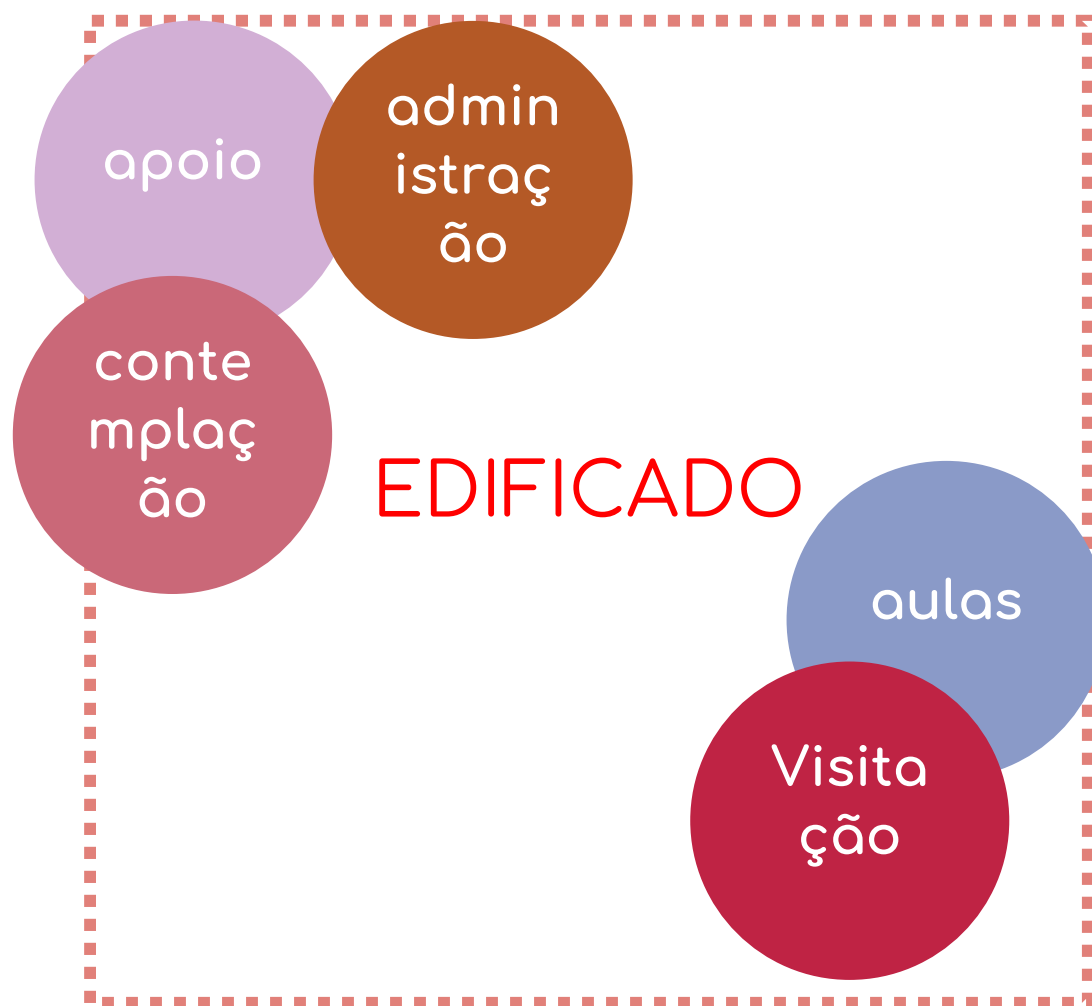 apoio
admin
istraç
ão
conte
mplaç
ão
EDIFICADO
aulas
Visita
ção